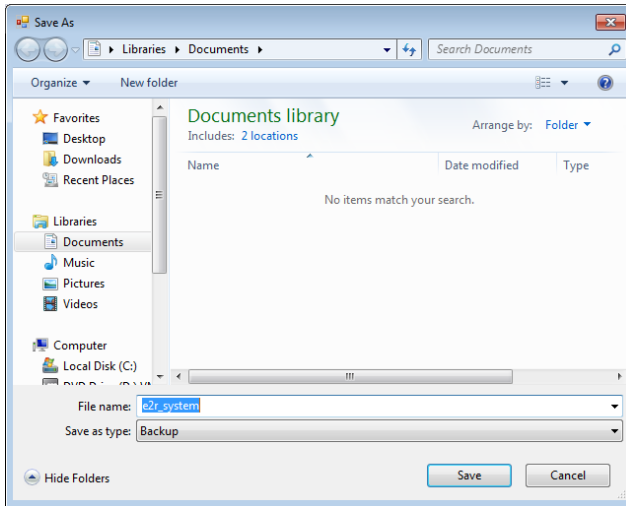 Save As
Libraries Documents
Search Documents
Organize New folder
Favorites
Desktop
Downloads
Recent Places
Libraries
Documents
Music
Pictures
Videos
Computer
Local Disk (C:)
Documents library
Includes: 2 locations
Arrange by: Folder
Name Date modified Type
No items match your search.
File name: e2r_system
Save as type: Backup
Hide Folders
Save Cancel